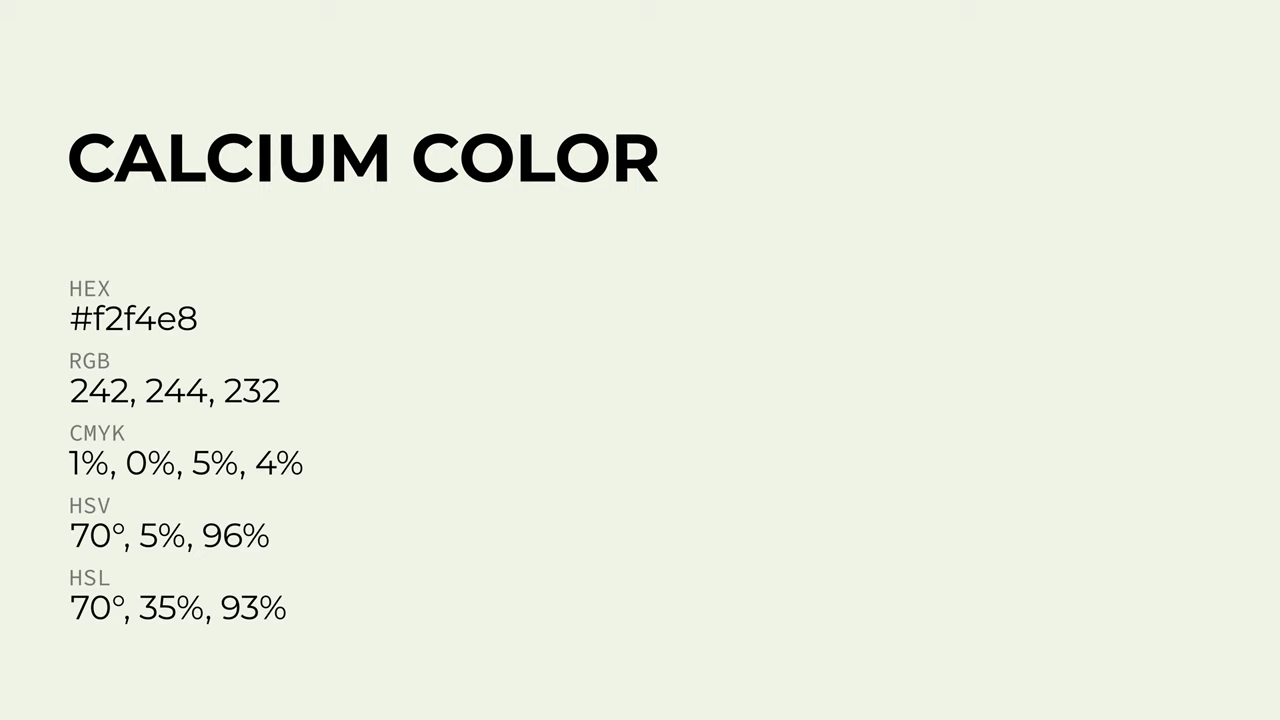 CALCIUM COLOR
HEX
#f2f4e8
RGB
242, 244, 232
CMYK
1%, 0%, 5%, 4%
HSV
70°, 5%, 96%
HSL
70°, 35%, 93%